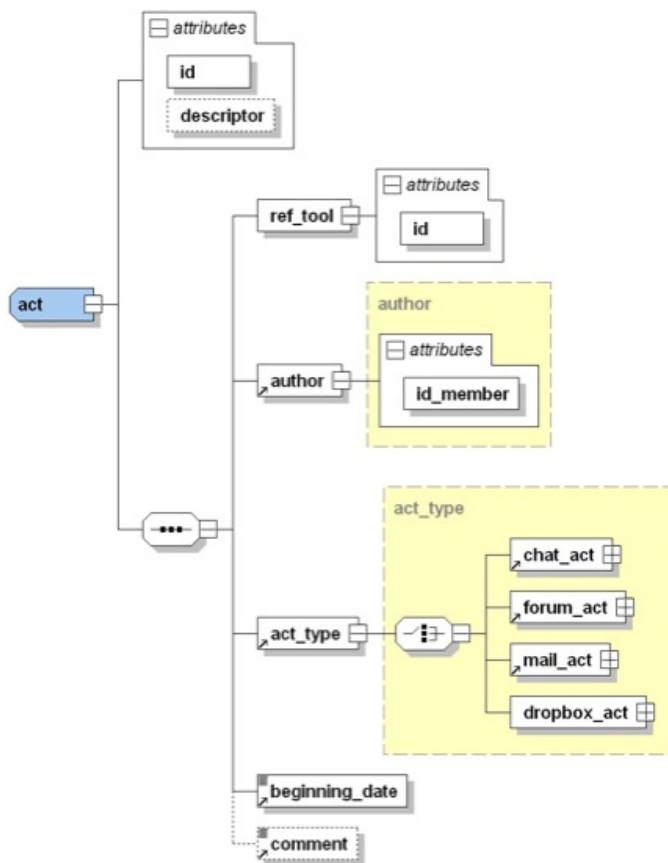 attributes
id
descriptor
ref_tool
attributes
id
act
author
author
attributes
id_member
act_type
act_type
chat_act
forum_act
mail_act
dropbox_act
beginning_date
comment